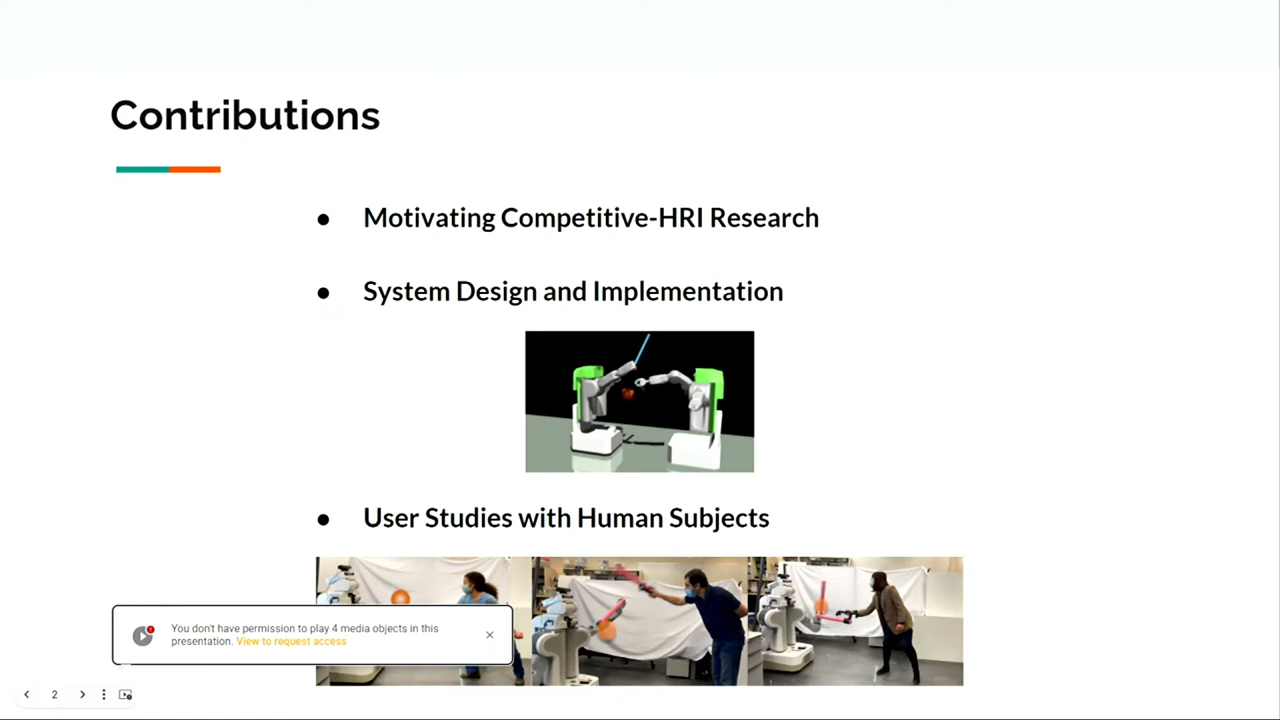 Contributions
● Motivating Competitive-HRI Research
● System Design and Implementation
● User Studies with Human Subjects
You don't have permission to play 4 media objects in this
presentation. View to request access
2